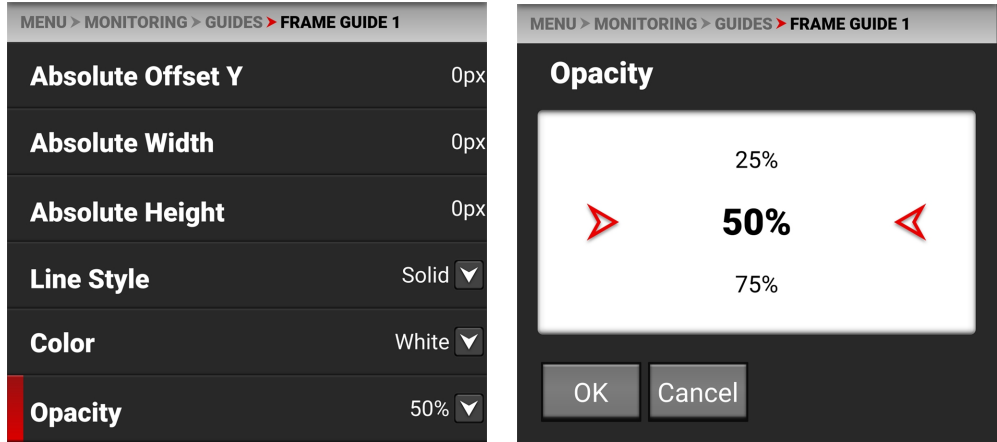 MENU > MONITORING > GUIDES > FRAME GUIDE 1
Absolute Offset Y 0px
Absolute Width 0px
Absolute Height 0px
Line Style Solid
Color White
Opacity 50%
MENU > MONITORING > GUIDES > FRAME GUIDE 1
Opacity
25%
50%
75%
OK Cancel